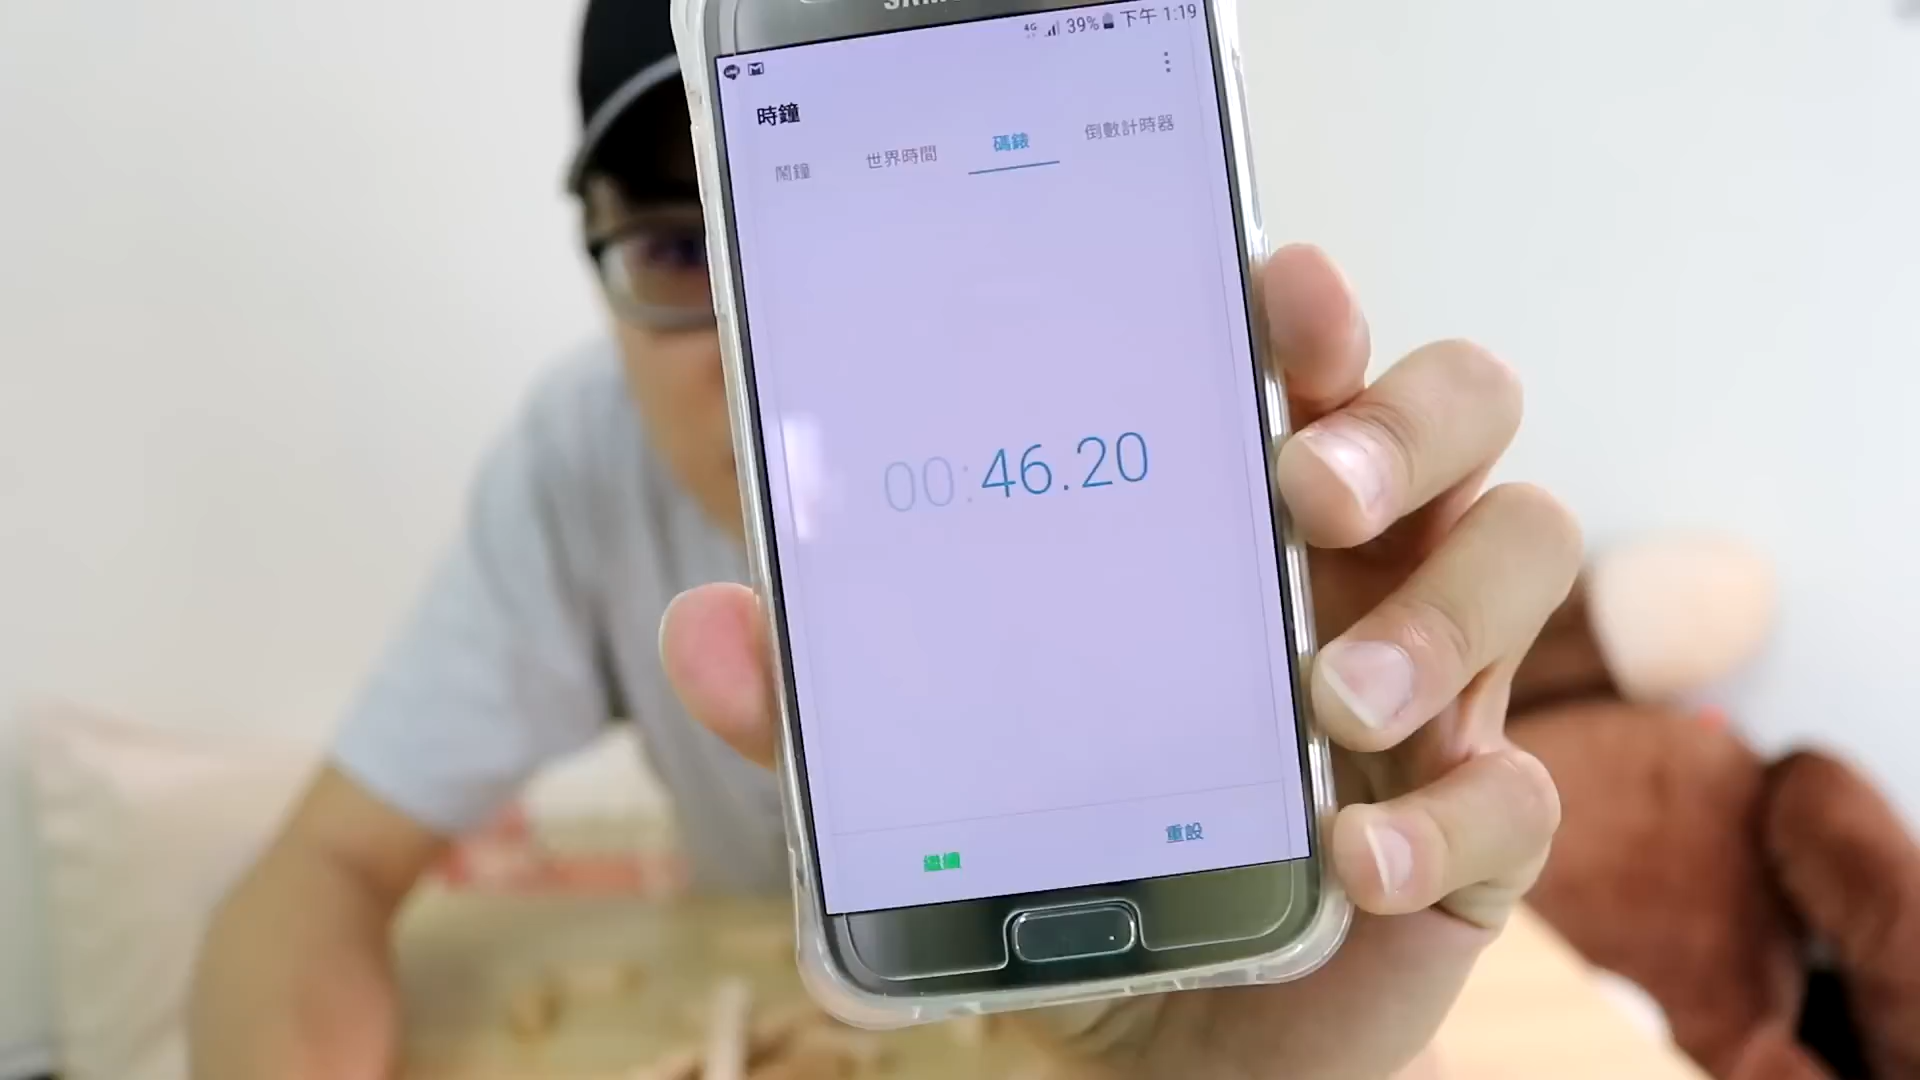 39% 下午 1:19
時鐘
鬧鐘 世界時間 碼錶 倒數計時器
00:46.20
繼續 重設